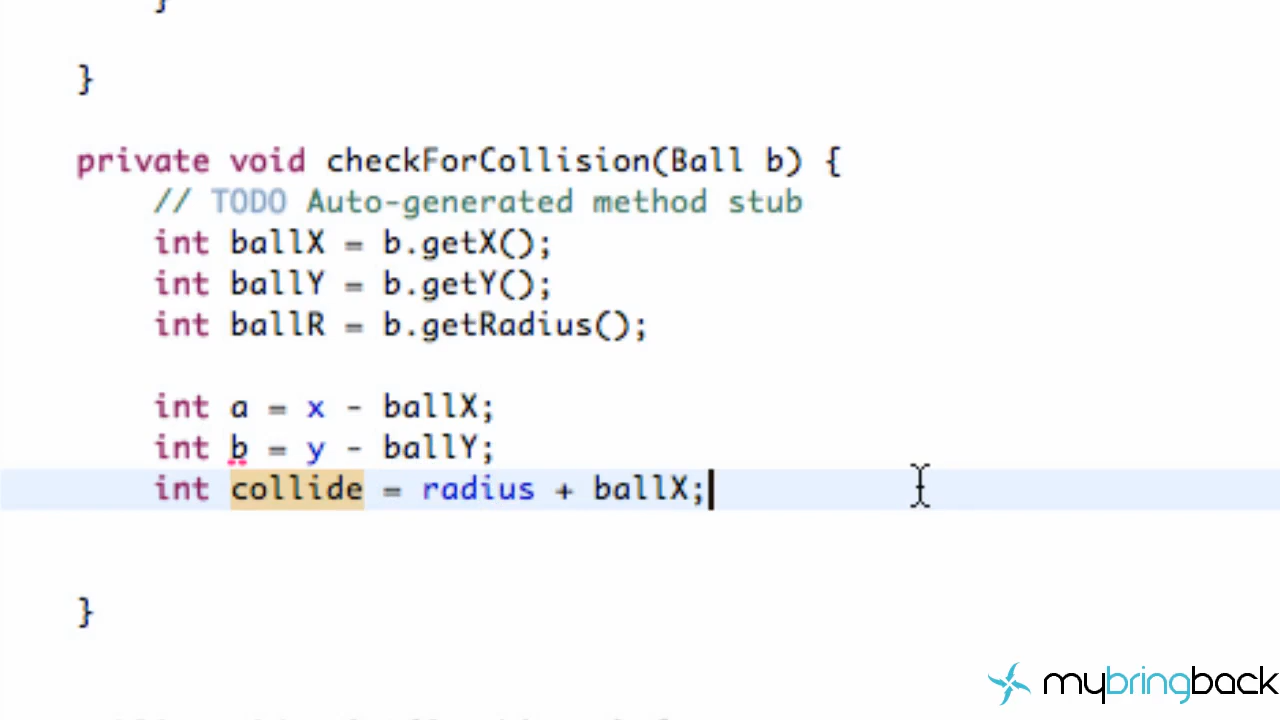 }
}
private void checkForCollision(Ball b) {
// TODO Auto-generated method stub
int ballX = b.getX();
int ballY = b.getY();
int ballR = b.getRadius();
int a = x - ballX;
int b = y - ballY;
int collide = radius + ballX;
}
mybringback